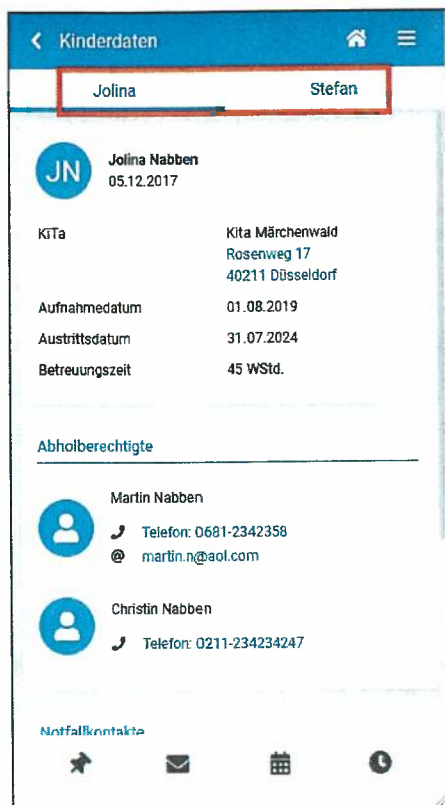 Kinderdaten
Jolina Stefan
JN
Jolina Nabben
05.12.2017
KiTa Kita Märchenwald
Rosenweg 17
40211 Düsseldorf
Aufnahmedatum 01.08.2019
Austrittsdatum 31.07.2024
Betreuungszeit 45 WStd.
Abholberechtigte
Martin Nabben
Telefon: 0681-2342358
@ martin.n@aol.com
Christin Nabben
Telefon: 0211-234234247
Notfallkontakte